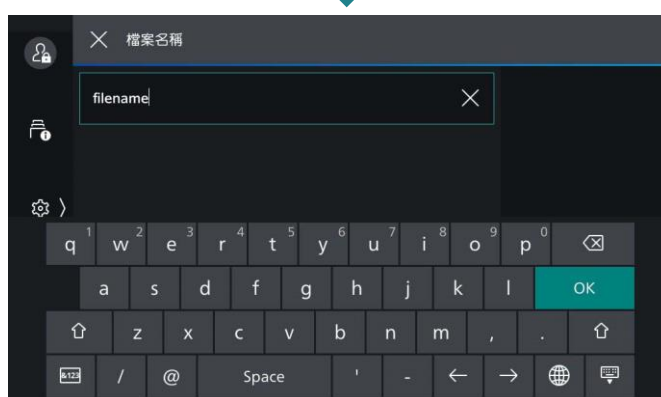 檔案名稱
filename
q 1 w 2 e 3 r 4 t 5 y 6 u 7 i 8 o 9 p 0
a s d f g h j k l OK
z x c v b n m , .
&123 / @ Space ' -